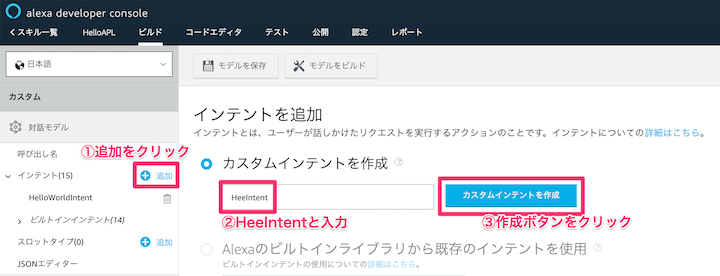 alexa developer console
スキル一覧 HelloAPL ビルド コードエディタ テスト 公開 認定 レポート
日本語
モデルを保存 モデルをビルド
カスタム
対話モデル
呼び出し名
①追加をクリック
インテント(15) 追加
HelloWorldIntent
ビルトインインテント(14)
スロットタイプ(0) 追加
JSONエディター
インテントを追加
インテントとは、ユーザーが話しかけたリクエストを実行するアクションのことです。インテントについての詳細はこちら。
カスタムインテントを作成
HeeIntent
カスタムインテントを作成
②HeeIntentと入力
③作成ボタンをクリック
Alexaのビルトインライブラリから既存のインテントを使用
ビルトインインテントの使用についての詳細はこちら。